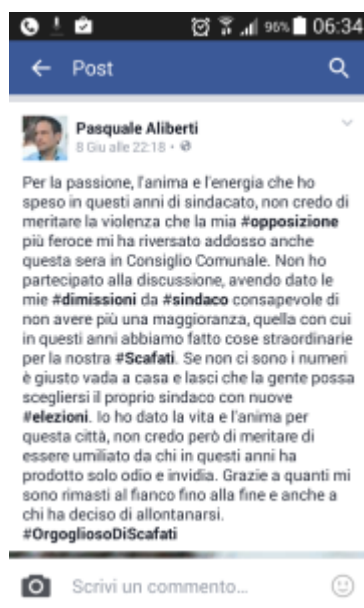 96% 06:34
Post
Pasquale Aliberti
8 Giu alle 22:18 •
Per la passione, l'anima e l'energia che ho
speso in questi anni di sindacato, non credo di
meritare la violenza che la mia #opposizione
più feroce mi ha riversato addosso anche
questa sera in Consiglio Comunale. Non ho
partecipato alla discussione, avendo dato le
mie #dimissioni da #sindaco consapevole di
non avere più una maggioranza, quella con cui
in questi anni abbiamo fatto cose straordinarie
per la nostra #Scafati. Se non ci sono i numeri
è giusto vada a casa e lasci che la gente possa
scegliersi il proprio sindaco con nuove
#elezioni. Io ho dato la vita e l'anima per
questa città, non credo però di meritare di
essere umiliato da chi in questi anni ha
prodotto solo odio e invidia. Grazie a quanti mi
sono rimasti al fianco fino alla fine e anche a
chi ha deciso di allontanarsi.
#OrgogliosoDiScafati
Scrivi un commento...